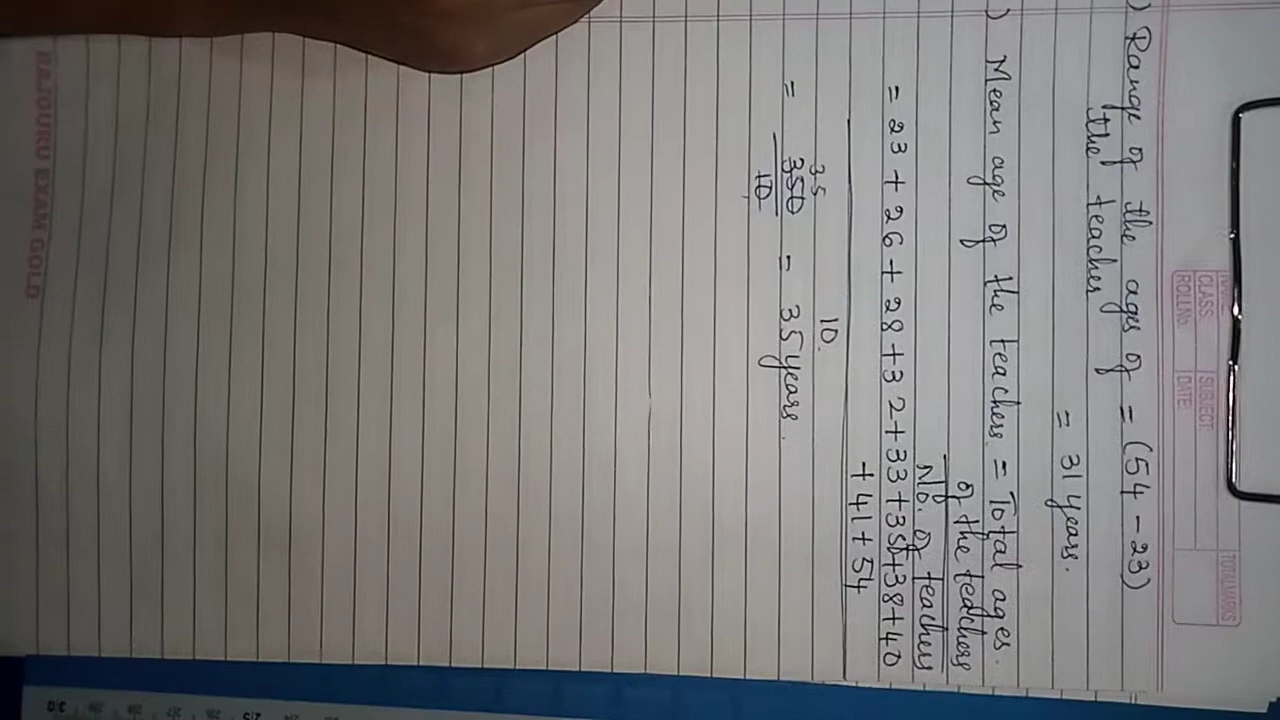 CLASS SUBJECT TOTAL MARKS
ROLL No. DATE
) Range of the ages of = (54 - 23)
the teacher
= 31 years.
) Mean age of the teachers = Total ages.
of the teachers
No. of teachers
= 23 + 26 + 28 + 32 + 33 + 35 + 38 + 40
+ 41 + 54
10.
35
= 350 = 35 years.
10
RAJGURU EXAM GOLD